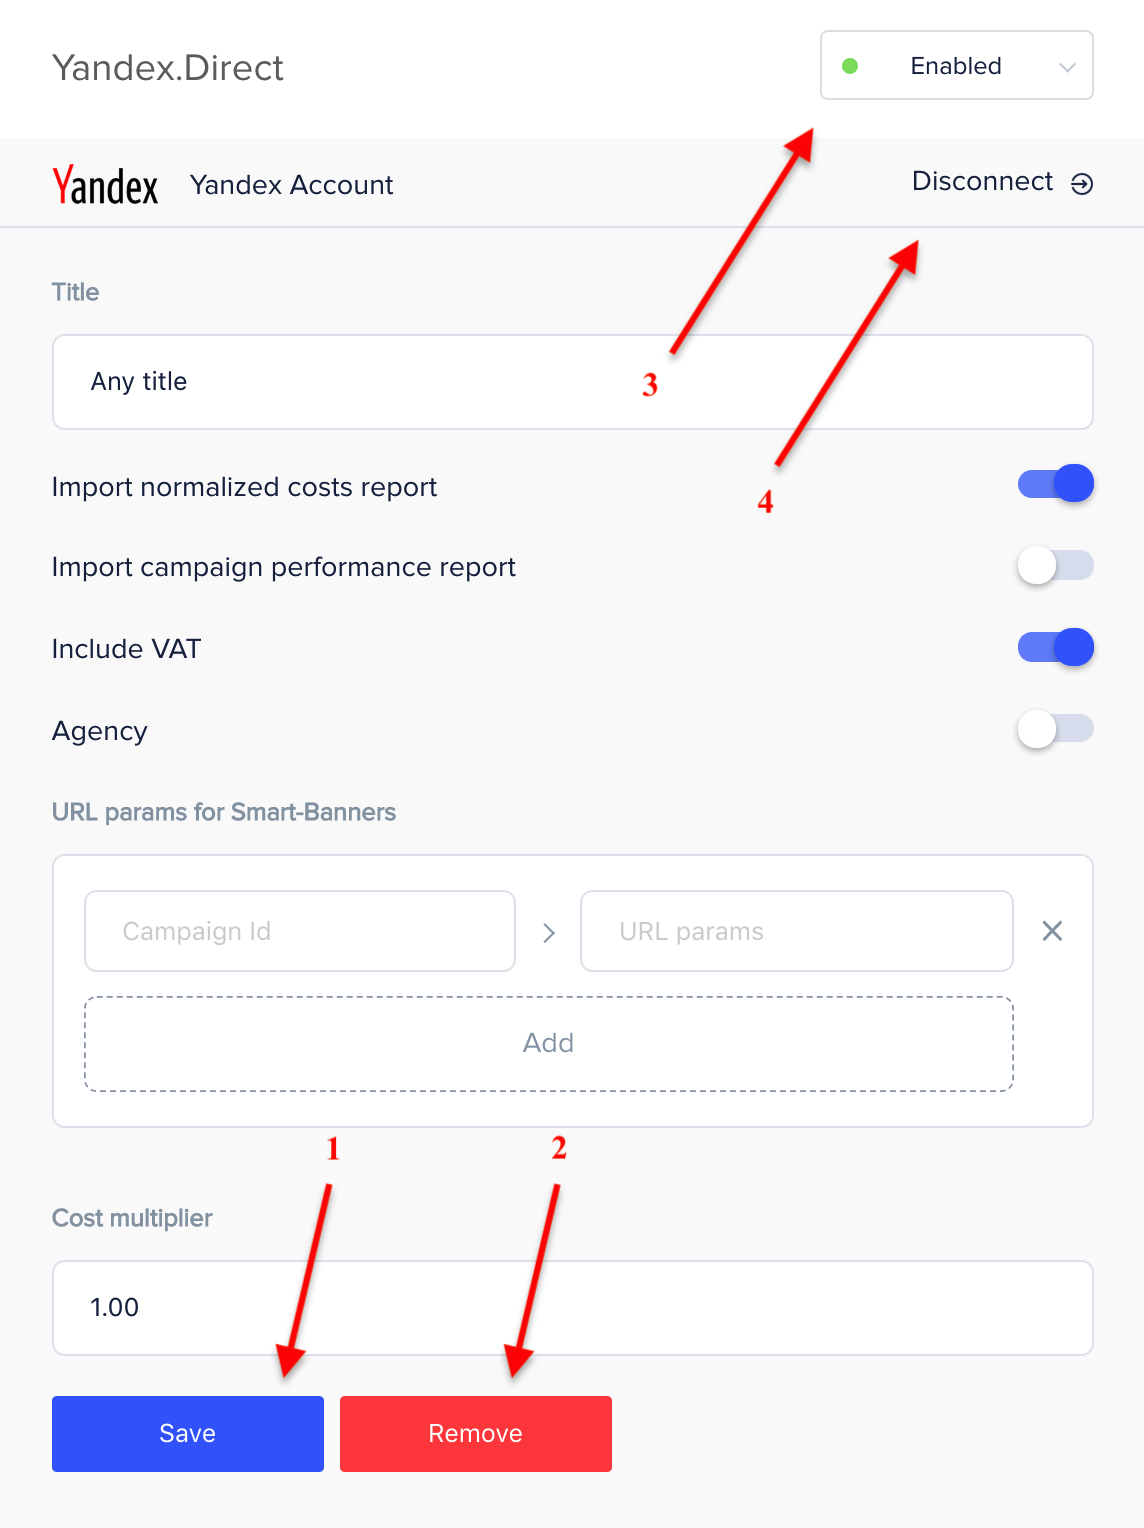 Yandex.Direct
Enabled
Yandex
Yandex Account
Disconnect
Title
Any title
3
Import normalized costs report
4
Import campaign performance report
Include VAT
Agency
URL params for Smart-Banners
Campaign Id
URL params
Add
1
2
Cost multiplier
1.00
Save
Remove